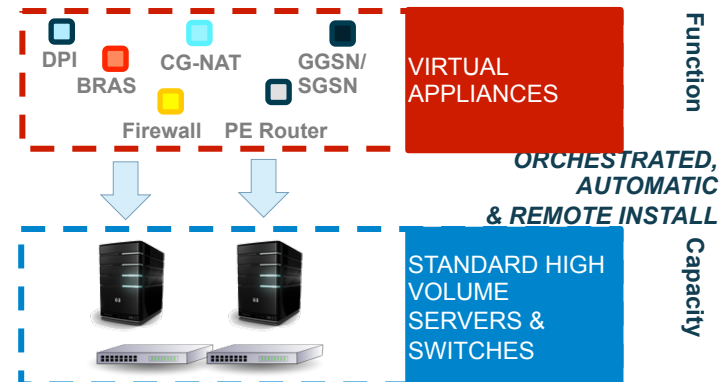 DPI
BRAS
CG-NAT
GGSN/
SGSN
Firewall
PE Router
VIRTUAL
APPLIANCES
Function
ORCHESTRATED,
AUTOMATIC
& REMOTE INSTALL
STANDARD HIGH
VOLUME
SERVERS &
SWITCHES
Capacity